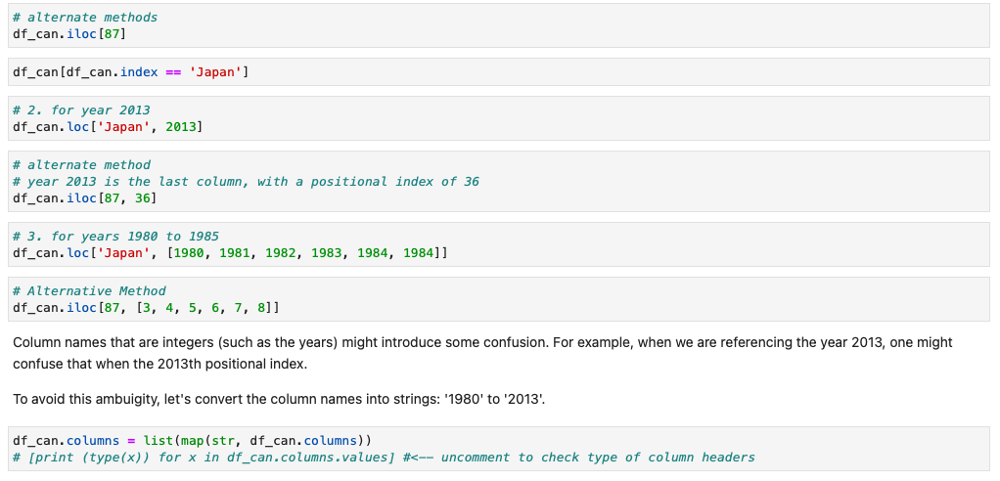 # alternate methods
df_can.iloc[87]
df_can[df_can.index == 'Japan']
# 2. for year 2013
df_can.loc['Japan', 2013]
# alternate method
# year 2013 is the last column, with a positional index of 36
df_can.iloc[87, 36]
# 3. for years 1980 to 1985
df_can.loc['Japan', [1980, 1981, 1982, 1983, 1984, 1984]]
# Alternative Method
df_can.iloc[87, [3, 4, 5, 6, 7, 8]]
Column names that are integers (such as the years) might introduce some confusion. For example, when we are referencing the year 2013, one might
confuse that when the 2013th positional index.
To avoid this ambuigity, let's convert the column names into strings: '1980' to '2013'.
df_can.columns = list(map(str, df_can.columns))
# [print (type(x)) for x in df_can.columns.values] #<-- uncomment to check type of column headers